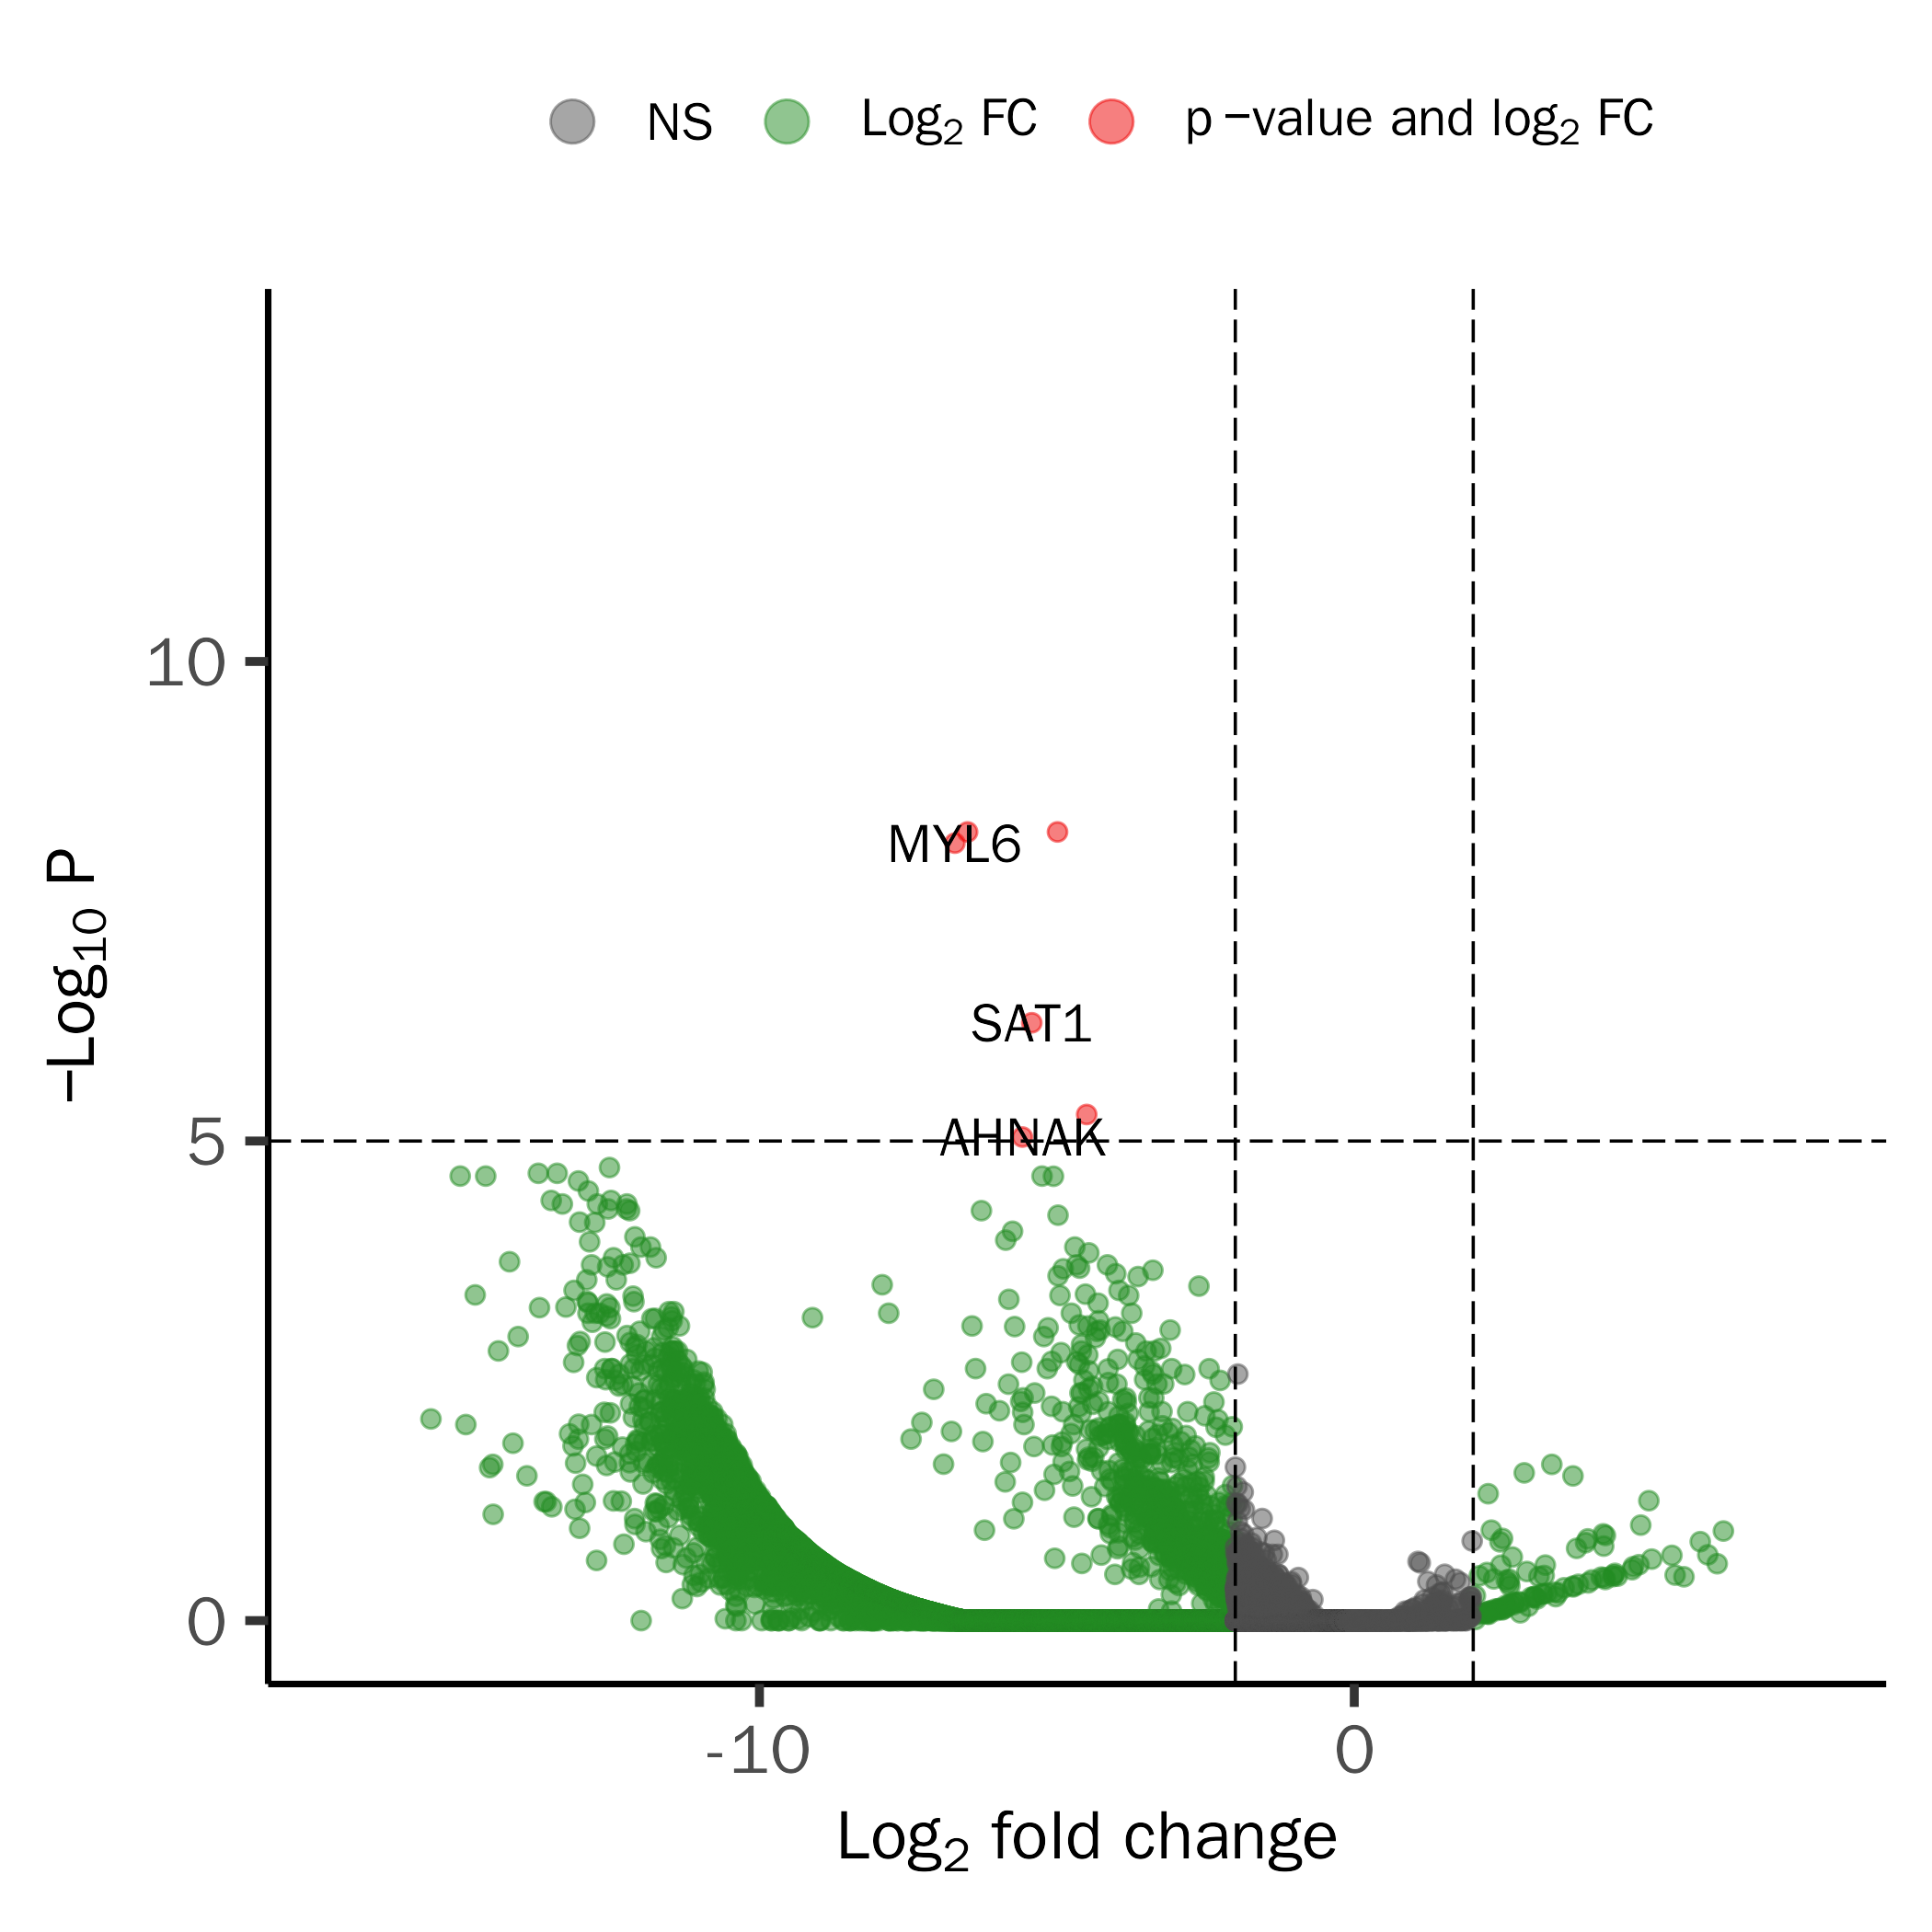 NS Log₂ FC p −value and log₂ FC
10
5
0
−Log₁₀ P
MYL6
SAT1
AHNAK
-10 0
Log₂ fold change